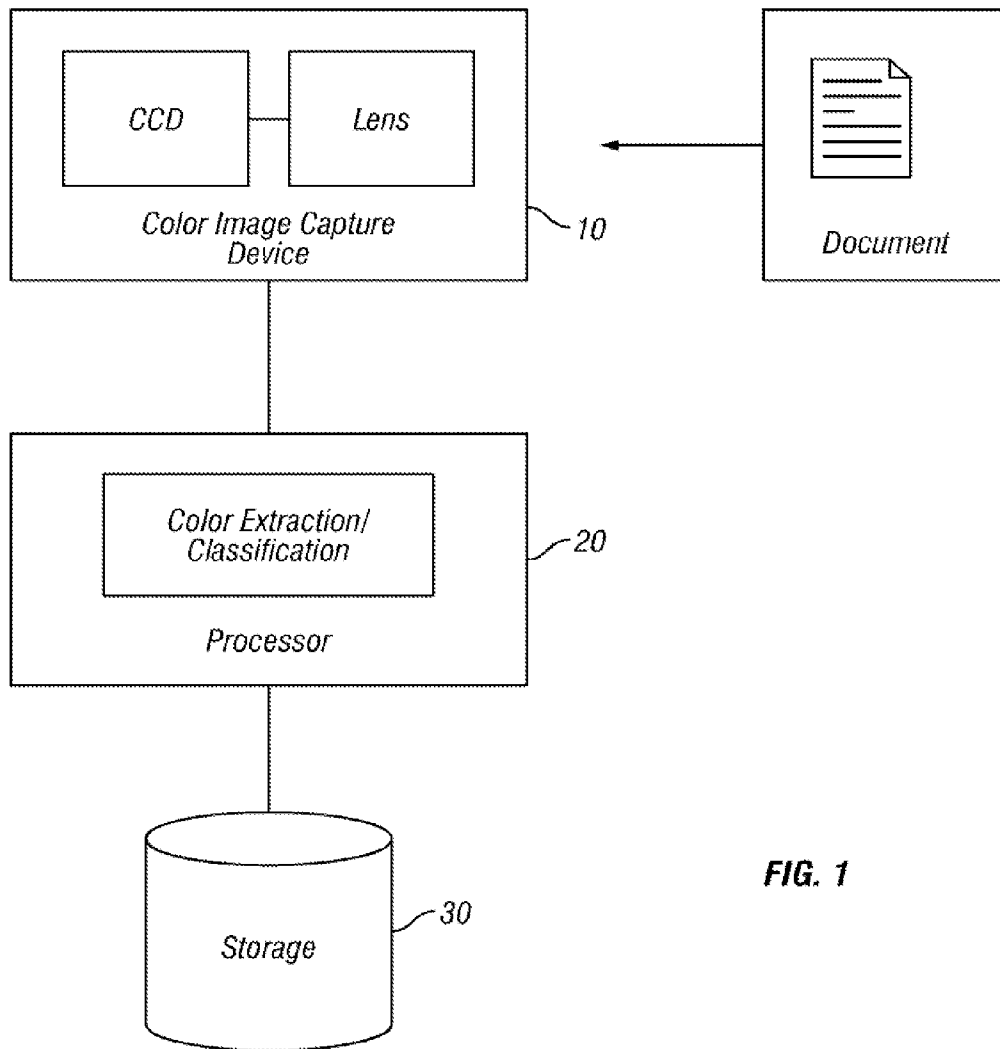 CCD
Lens
Color Image Capture
Device
10
Document
Color Extraction/
Classification
20
Processor
30
Storage
FIG. 1